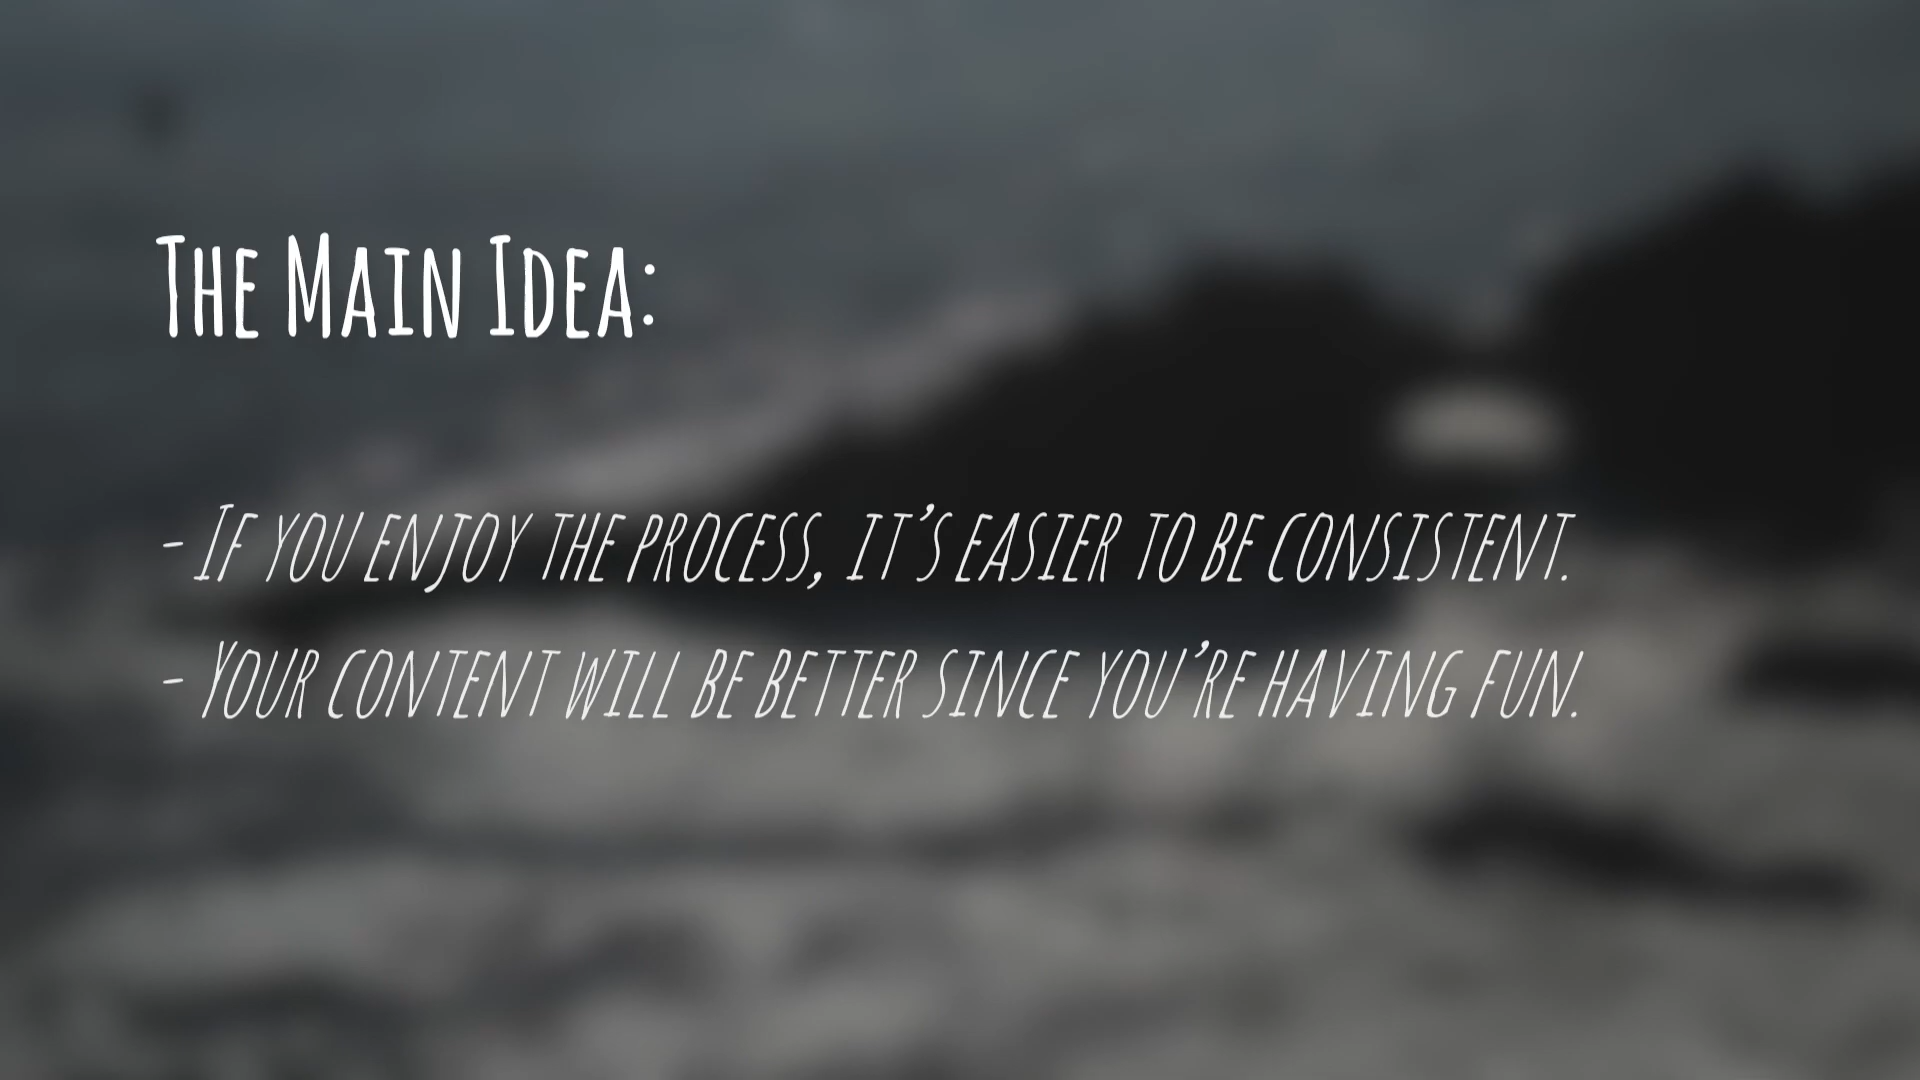 The Main Idea:
- If you enjoy the process, it’s easier to be consistent.
- Your content will be better since you’re having fun.